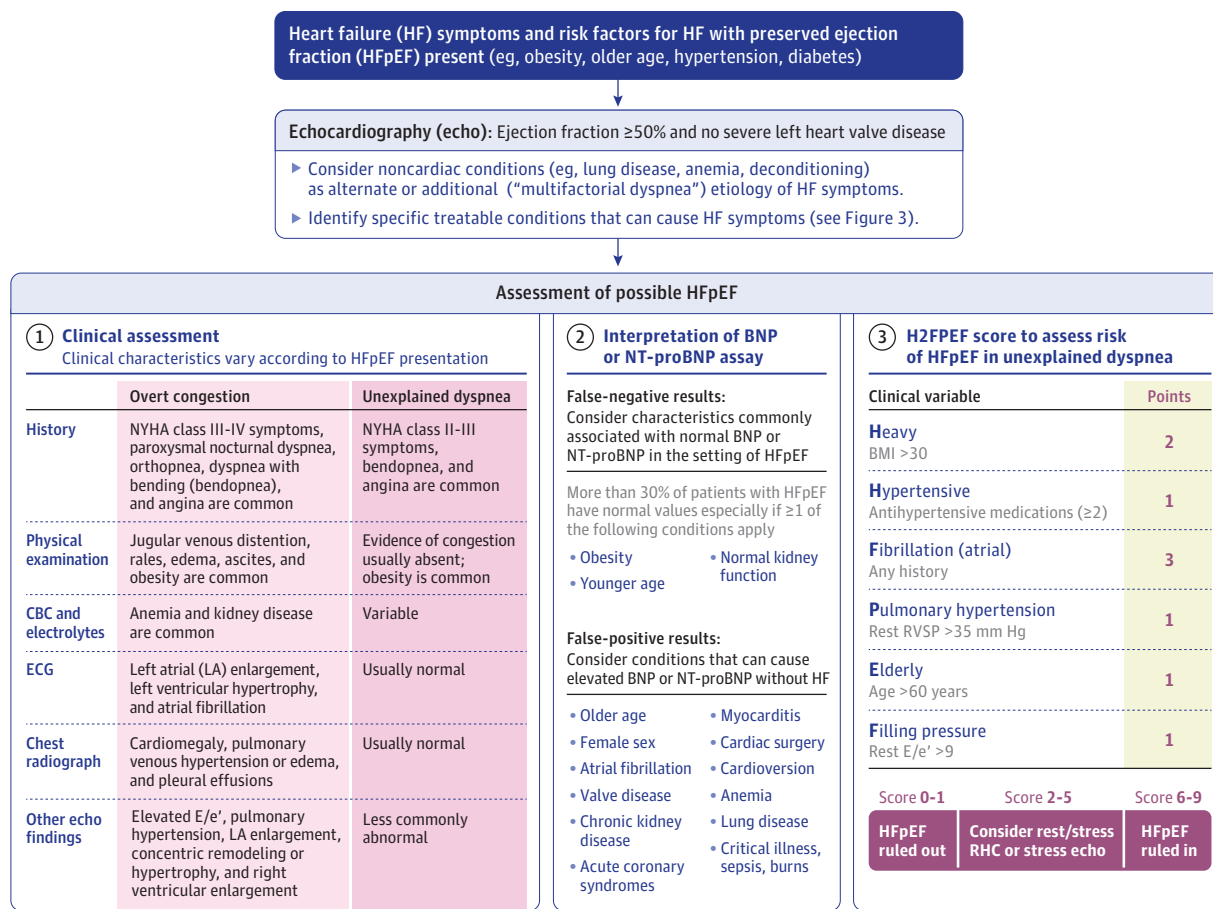 Heart failure (HF) symptoms and risk factors for HF with preserved ejection
fraction (HFpEF) present (eg, obesity, older age, hypertension, diabetes)
Echocardiography (echo): Ejection fraction ≥50% and no severe left heart valve disease
▶ Consider noncardiac conditions (eg, lung disease, anemia, deconditioning)
as alternate or additional (“multifactorial dyspnea”) etiology of HF symptoms.
▶ Identify specific treatable conditions that can cause HF symptoms (see Figure 3).
Assessment of possible HFpEF
1 Clinical assessment
Clinical characteristics vary according to HFpEF presentation
Overt congestion
Unexplained dyspnea
History
NYHA class III-IV symptoms,
paroxysmal nocturnal dyspnea,
orthopnea, dyspnea with
bending (bendopnea),
and angina are common
NYHA class II-III
symptoms,
bendopnea, and
angina are common
Physical
examination
Jugular venous distention,
rales, edema, ascites, and
obesity are common
Evidence of congestion
usually absent;
obesity is common
CBC and
electrolytes
Anemia and kidney disease
are common
Variable
ECG
Left atrial (LA) enlargement,
left ventricular hypertrophy,
and atrial fibrillation
Usually normal
Chest
radiograph
Cardiomegaly, pulmonary
venous hypertension or edema,
and pleural effusions
Usually normal
Other echo
findings
Elevated E/e′, pulmonary
hypertension, LA enlargement,
concentric remodeling or
hypertrophy, and right
ventricular enlargement
Less commonly
abnormal
2 Interpretation of BNP
or NT-proBNP assay
False-negative results:
Consider characteristics commonly
associated with normal BNP or
NT-proBNP in the setting of HFpEF
More than 30% of patients with HFpEF
have normal values especially if ≥1 of
the following conditions apply
• Obesity
• Younger age
• Normal kidney
function
False-positive results:
Consider conditions that can cause
elevated BNP or NT-proBNP without HF
• Older age
• Female sex
• Atrial fibrillation
• Valve disease
• Chronic kidney
disease
• Acute coronary
syndromes
• Myocarditis
• Cardiac surgery
• Cardioversion
• Anemia
• Lung disease
• Critical illness,
sepsis, burns
3 H2FPEF score to assess risk
of HFpEF in unexplained dyspnea
Clinical variable Points
Heavy
BMI >30
2
Hypertensive
Antihypertensive medications (≥2)
1
Fibrillation (atrial)
Any history
3
Pulmonary hypertension
Rest RVSP >35 mm Hg
1
Elderly
Age >60 years
1
Filling pressure
Rest E/e′ >9
1
Score 0-1
HFpEF
ruled out
Score 2-5
Consider rest/stress
RHC or stress echo
Score 6-9
HFpEF
ruled in